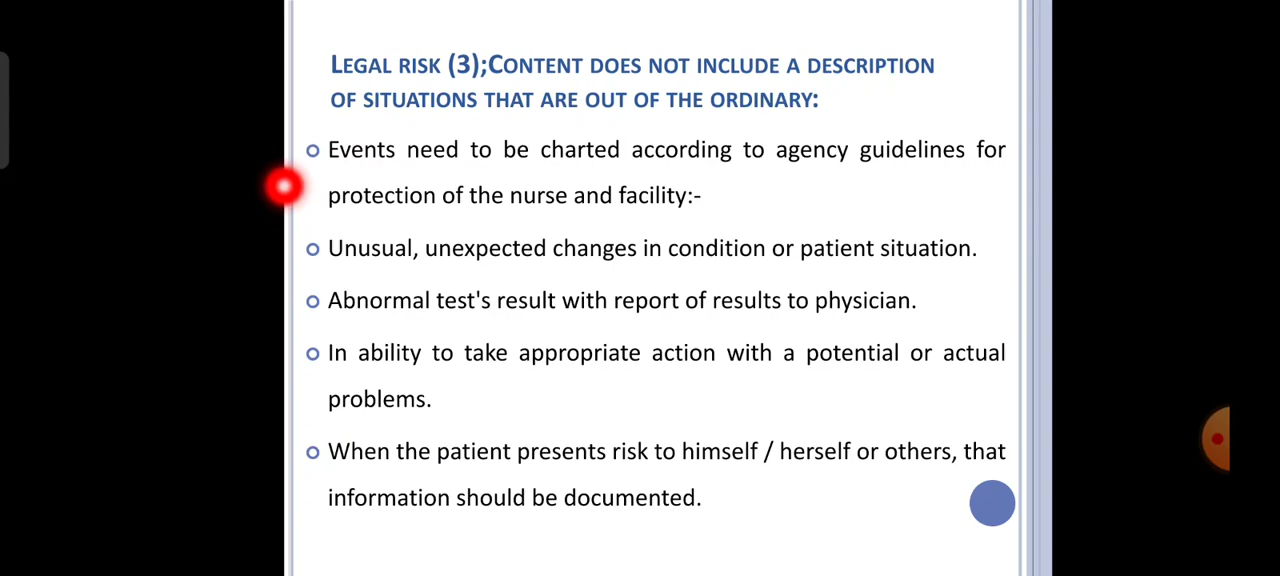 LEGAL RISK (3);CONTENT DOES NOT INCLUDE A DESCRIPTION
OF SITUATIONS THAT ARE OUT OF THE ORDINARY:
Events need to be charted according to agency guidelines for
protection of the nurse and facility:-
Unusual, unexpected changes in condition or patient situation.
Abnormal test's result with report of results to physician.
In ability to take appropriate action with a potential or actual
problems.
When the patient presents risk to himself / herself or others, that
information should be documented.